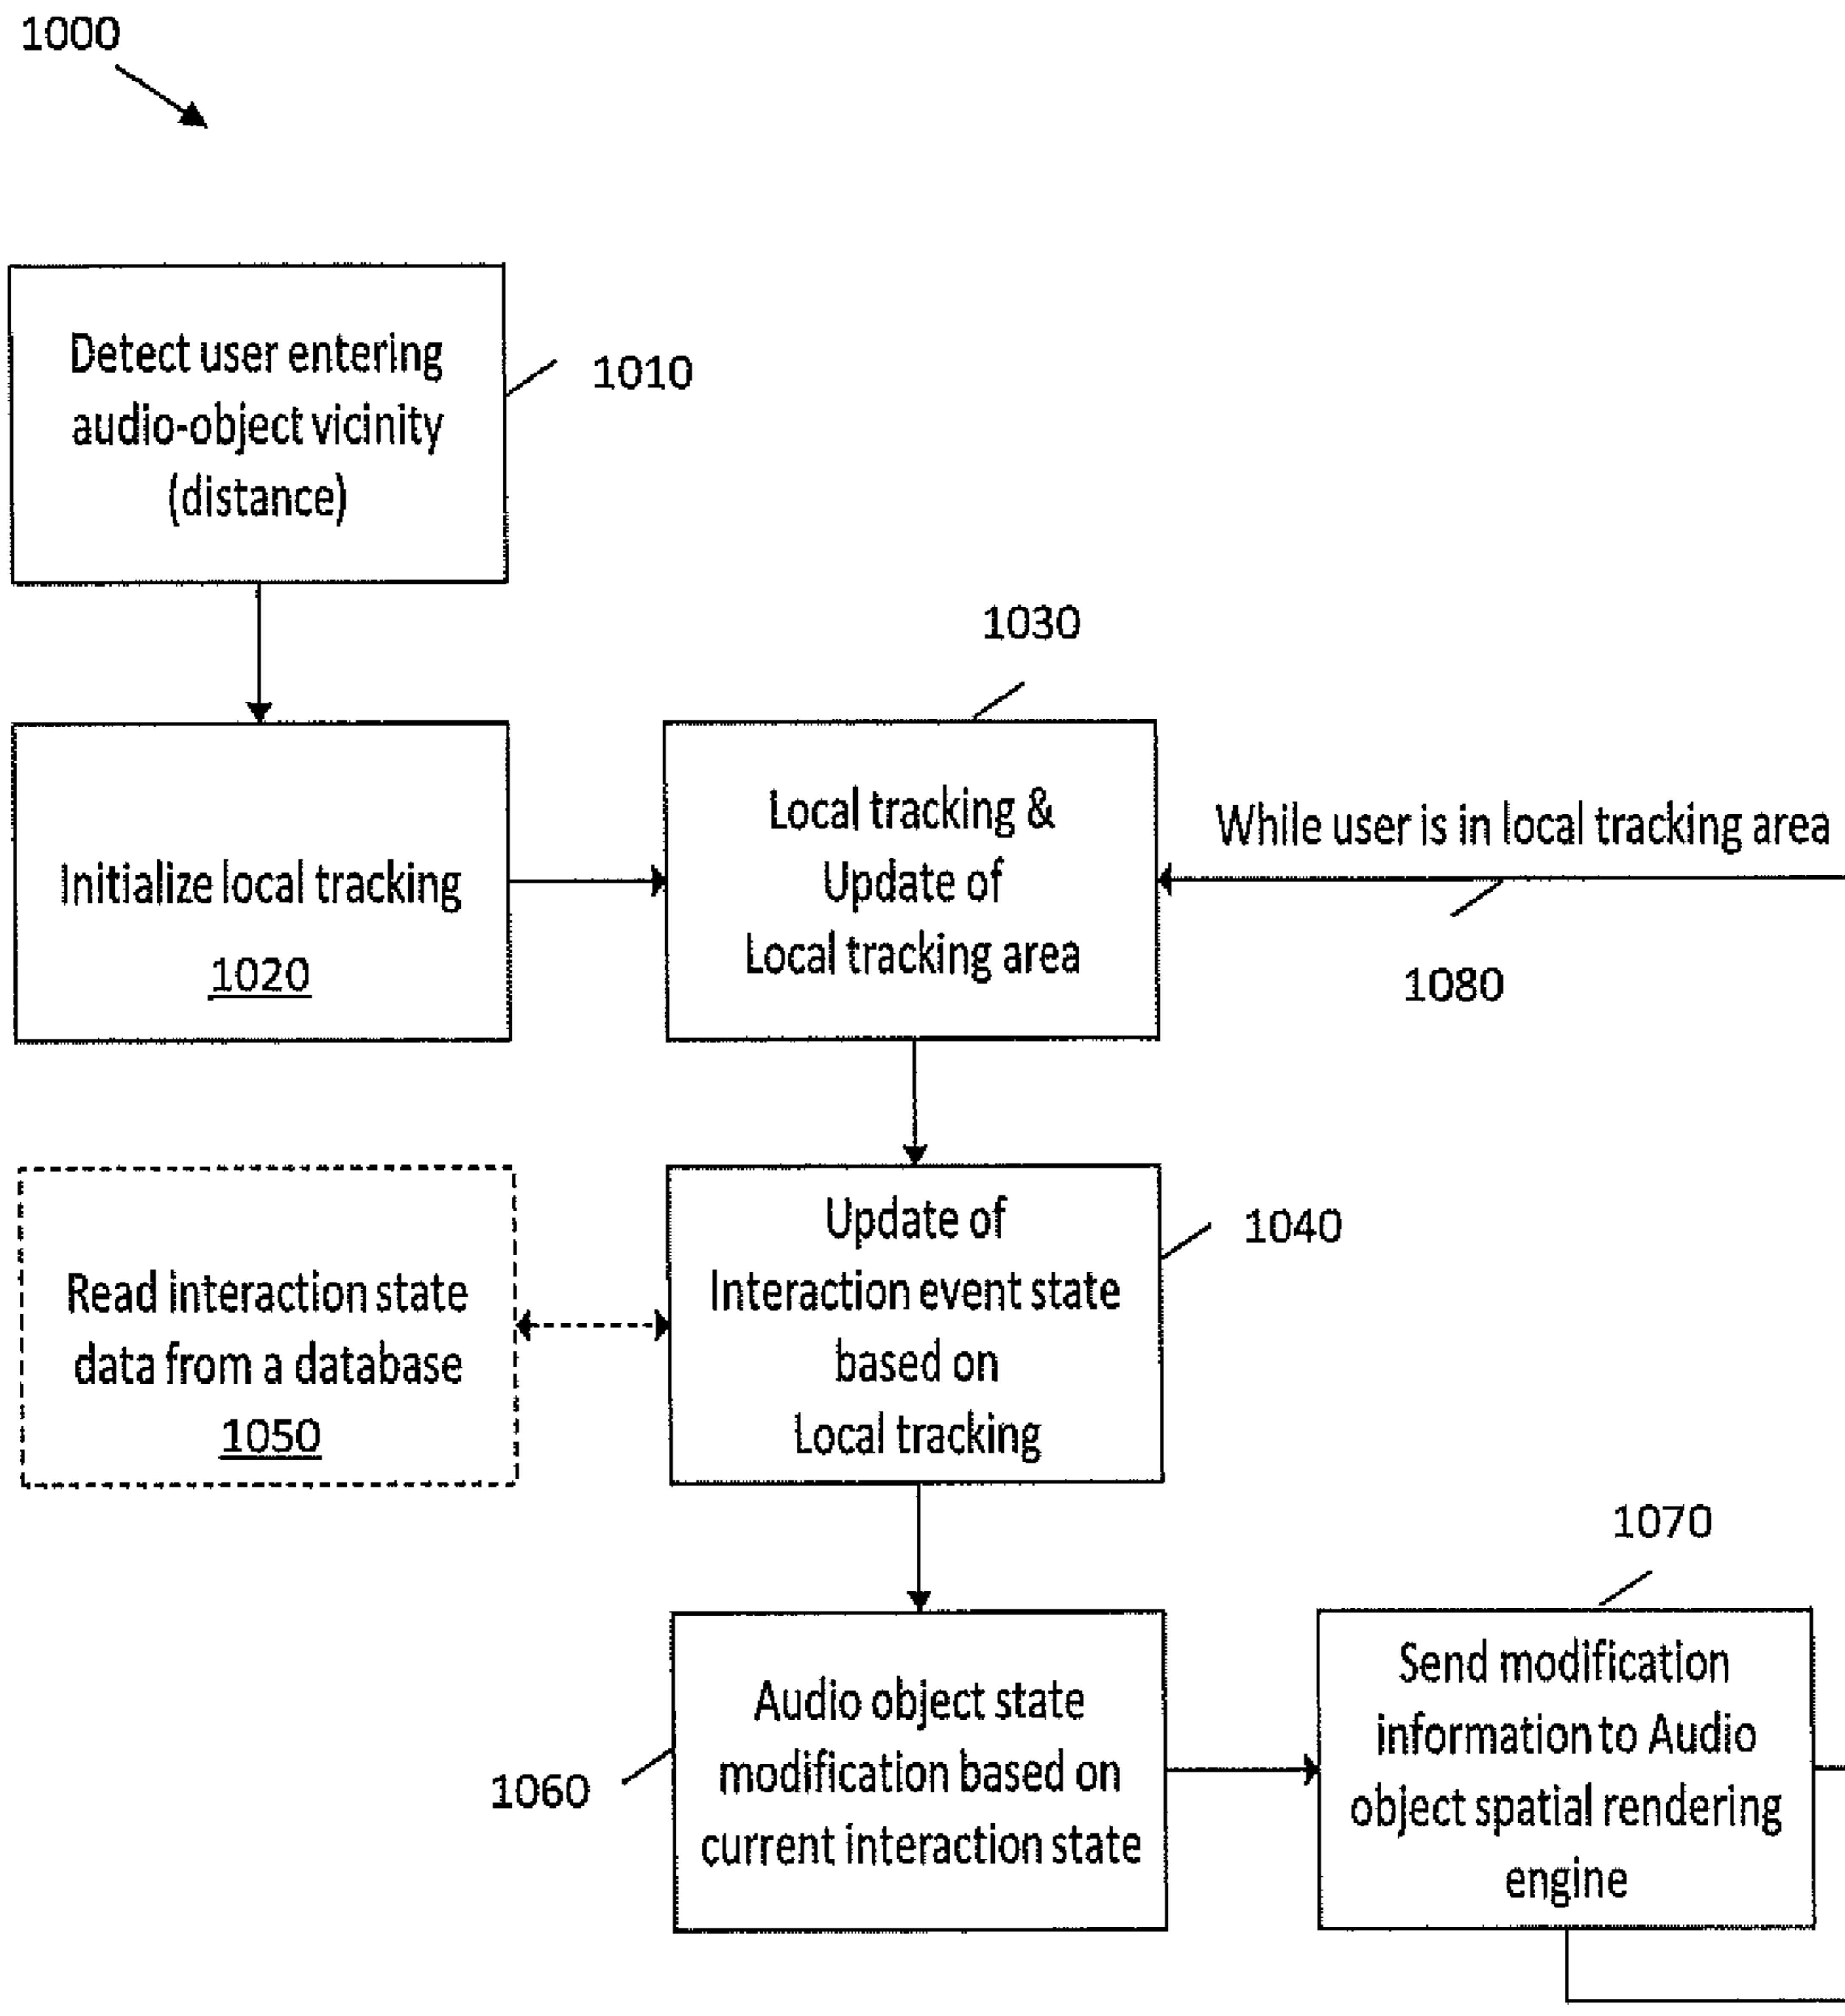 1000
Detect user entering
audio-object vicinity
(distance)
1010
1030
Initialize local tracking
1020
Local tracking &
Update of
Local tracking area
While user is in local tracking area
1080
Read interaction state
data from a database
1050
Update of
Interaction event state
based on
Local tracking
1040
1060
Audio object state
modification based on
current interaction state
1070
Send modification
information to Audio
object spatial rendering
engine